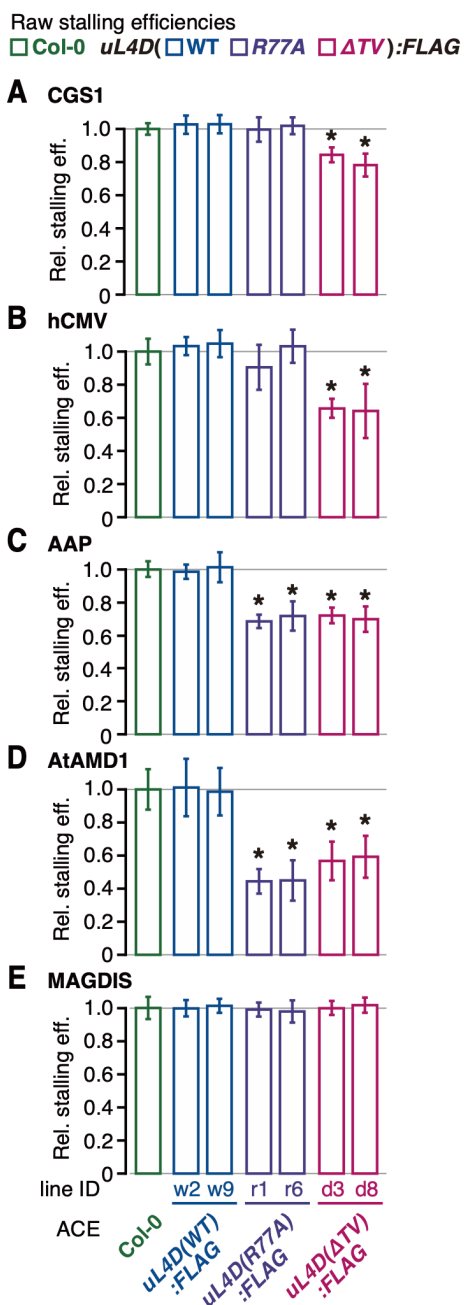 Raw stalling efficiencies
Col-0 uL4D( WT R77A ΔTV):FLAG
A CGS1
Rel. stalling eff.
1.0
0.8
0.6
0.4
0.2
0
* *
B hCMV
Rel. stalling eff.
1.0
0.8
0.6
0.4
0.2
0
* *
C AAP
Rel. stalling eff.
1.0
0.8
0.6
0.4
0.2
0
* * * *
D AtAMD1
Rel. stalling eff.
1.0
0.8
0.6
0.4
0.2
0
* * * *
E MAGDIS
Rel. stalling eff.
1.0
0.8
0.6
0.4
0.2
0
line ID w2 w9 r1 r6 d3 d8
ACE
Col-0
uL4D(WT)
:FLAG
uL4D(R77A)
:FLAG
uL4D(ΔTV)
:FLAG